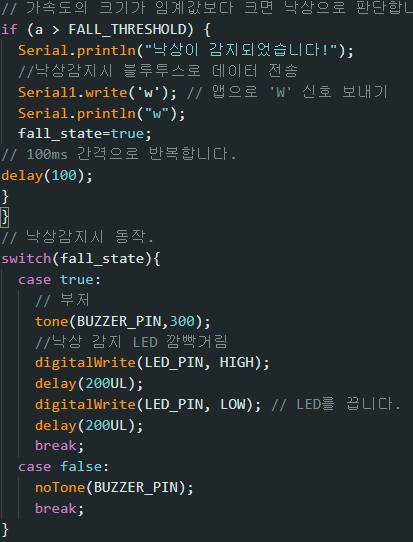 // 가속도의 크기가 임계값보다 크면 낙상으로 판단합니
if (a > FALL_THRESHOLD) {
Serial.println("낙상이 감지되었습니다!");
//낙상감지시 블루투스로 데이터 전송
Serial1.write('w'); // 앱으로 'W' 신호 보내기
Serial.println("w");
fall_state=true;
// 100ms 간격으로 반복합니다.
delay(100);
}
}
// 낙상감지시 동작.
switch(fall_state){
case true:
// 부저
tone(BUZZER_PIN,300);
//낙상 감지 LED 깜빡거림
digitalWrite(LED_PIN, HIGH);
delay(200UL);
digitalWrite(LED_PIN, LOW); // LED를 끕니다.
delay(200UL);
break;
case false:
noTone(BUZZER_PIN);
break;
}